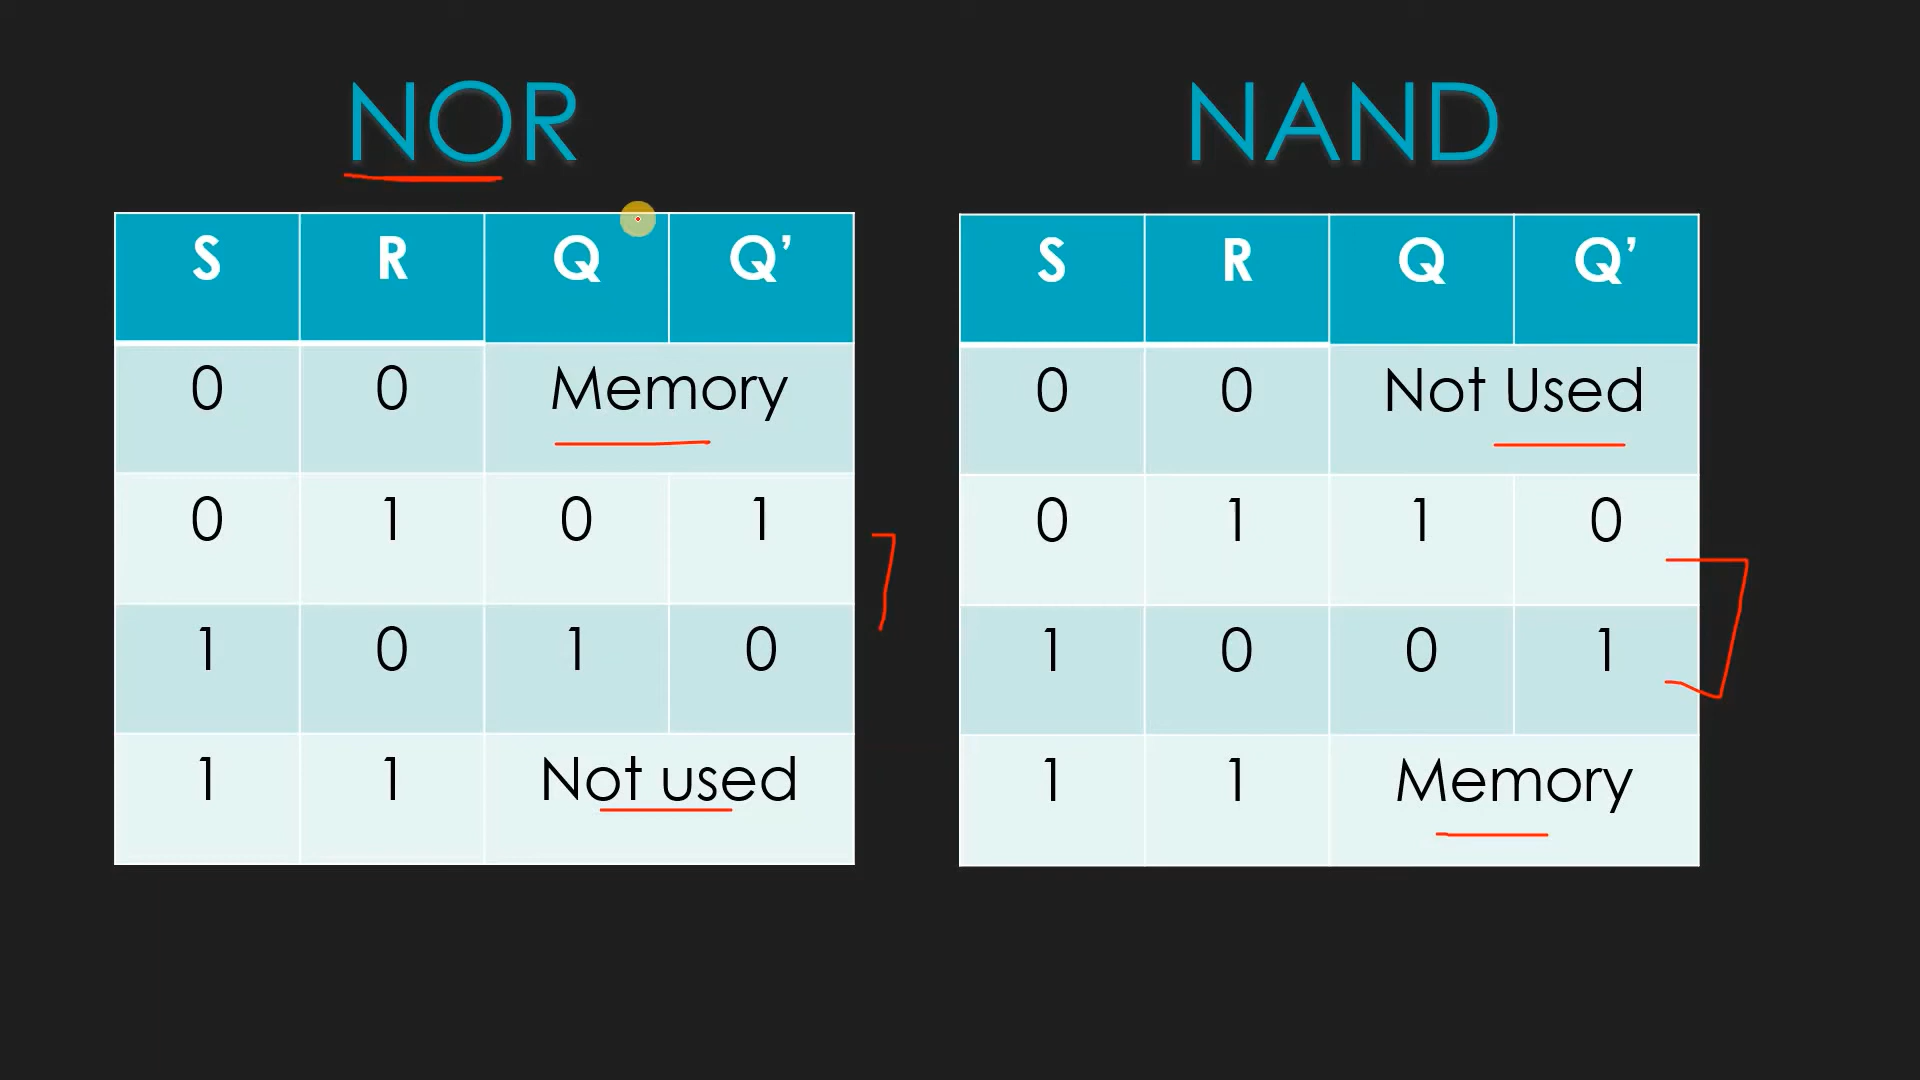 NOR
S R Q Q’
0 0 Memory
0 1 0 1
1 0 1 0
1 1 Not used
NAND
S R Q Q’
0 0 Not Used
0 1 1 0
1 0 0 1
1 1 Memory